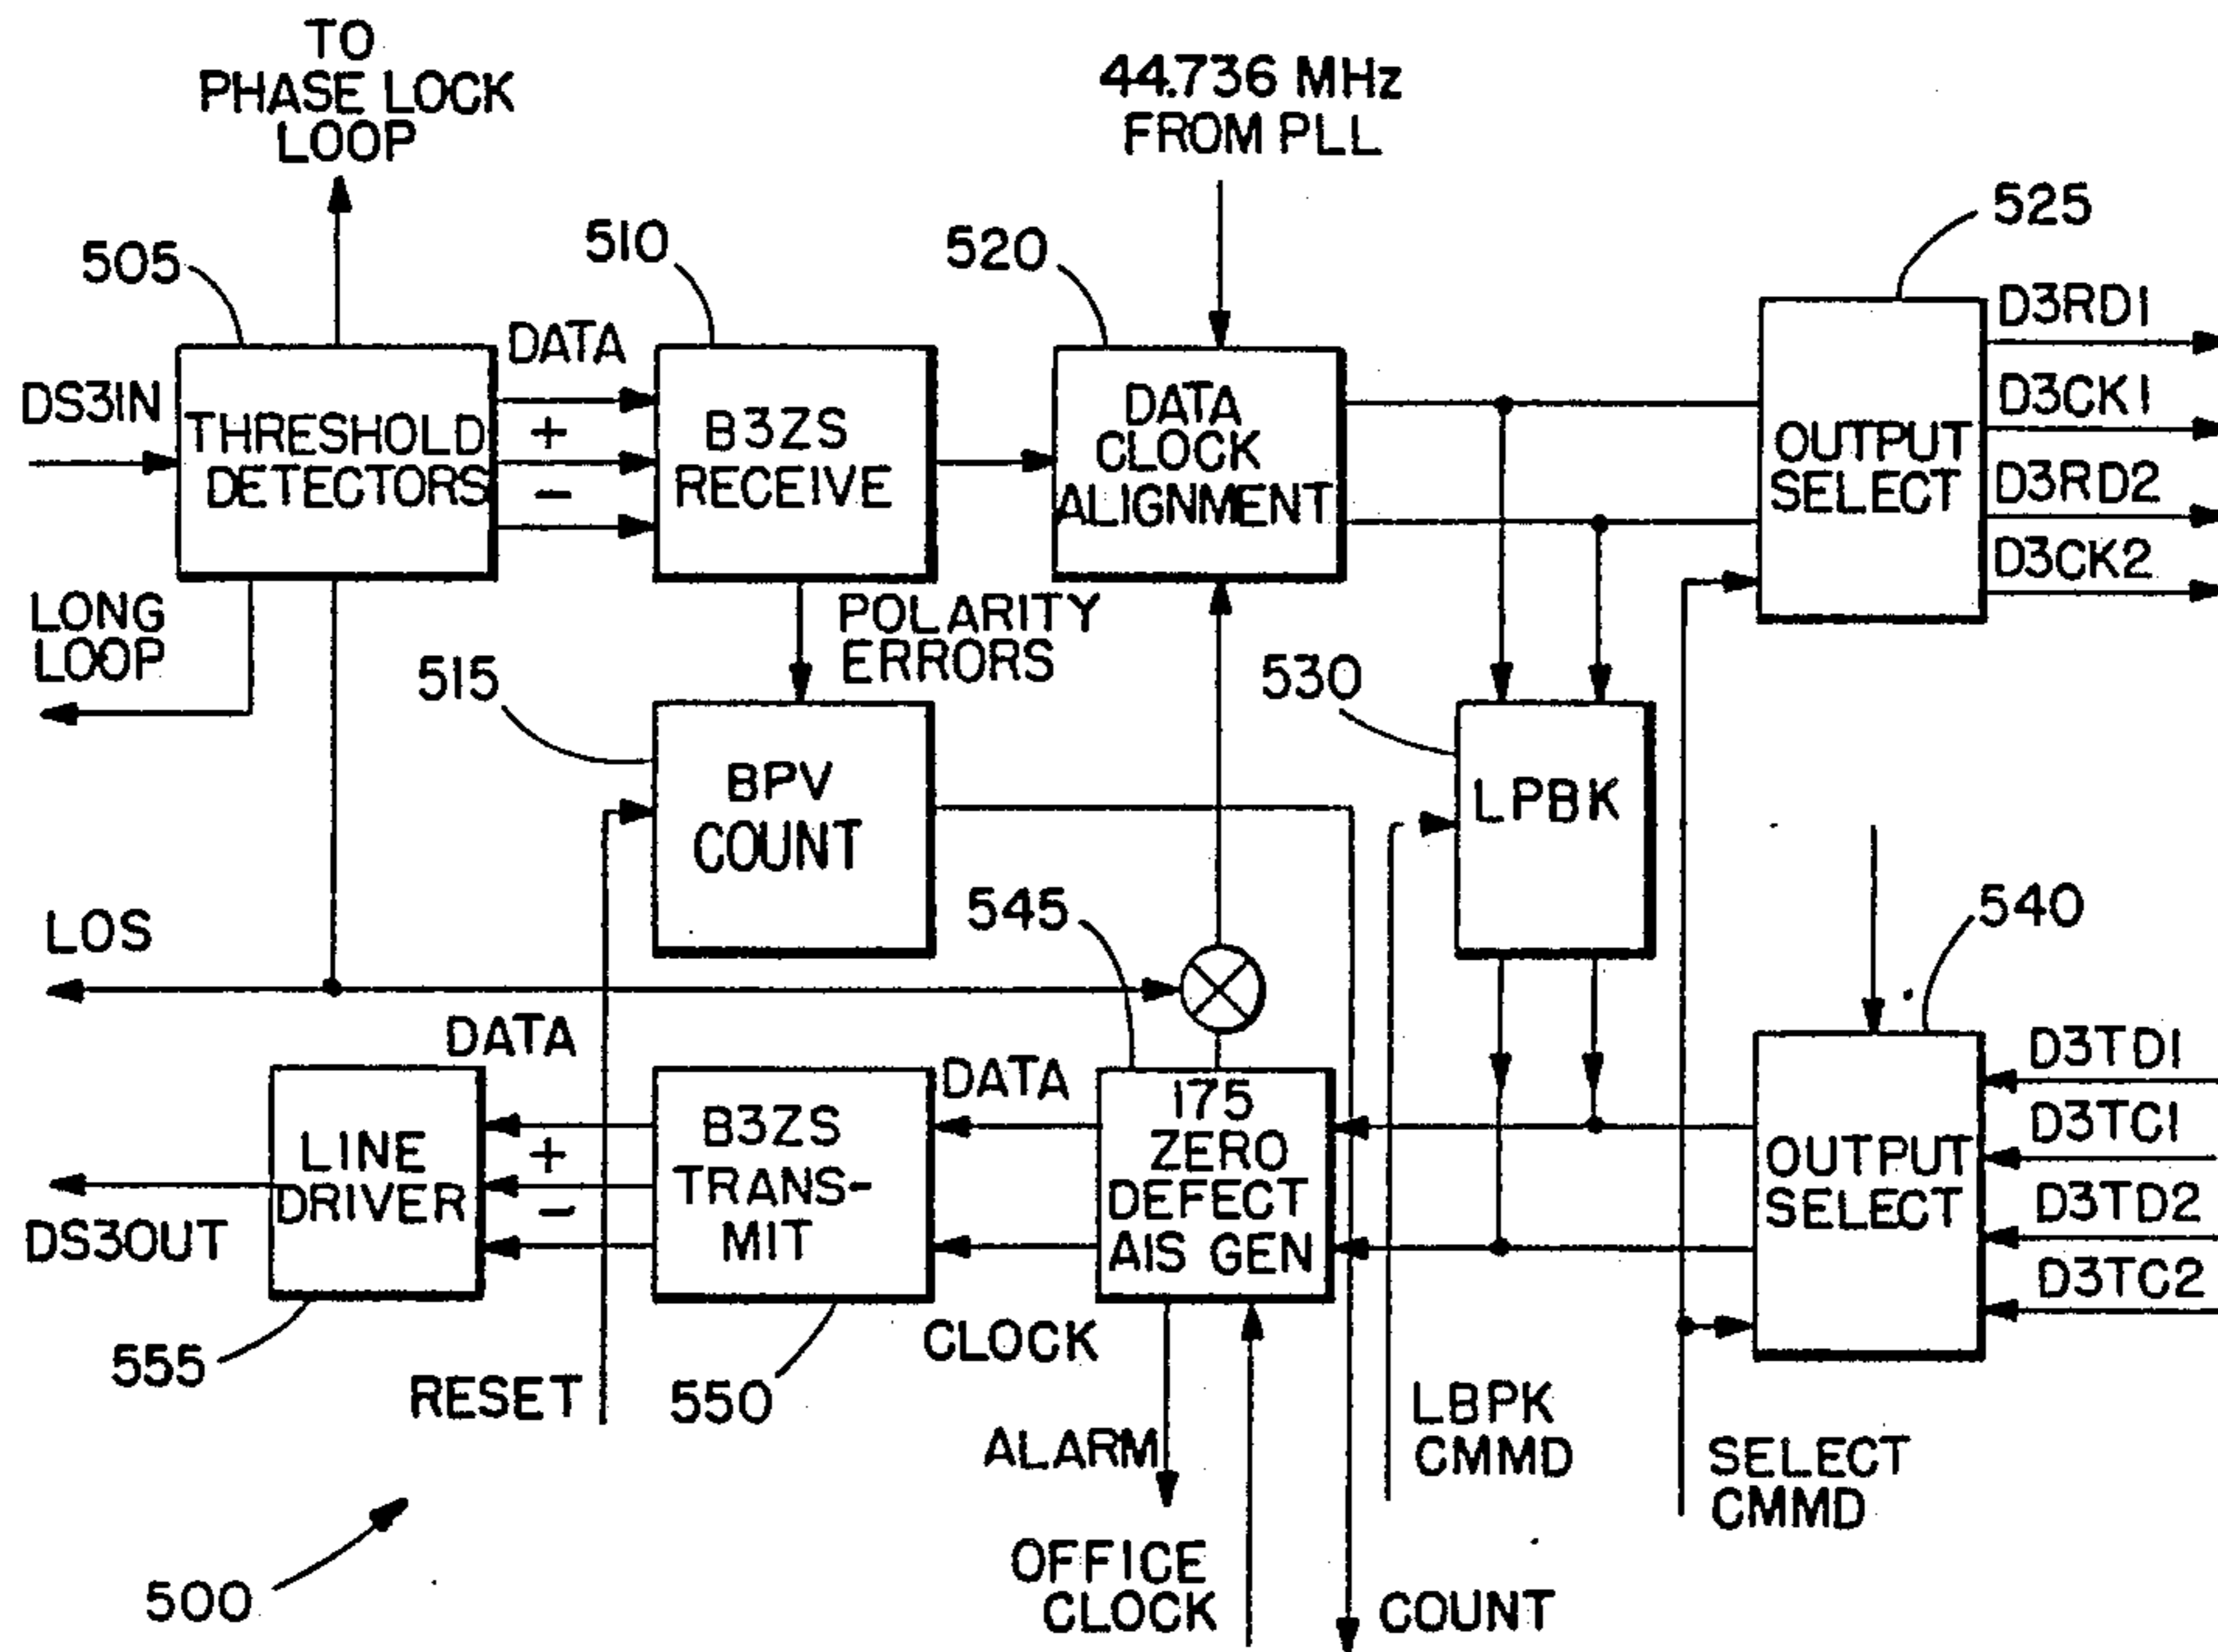 TO
PHASE LOCK
LOOP
44.736 MHz
FROM PLL
505
510
520
525
DS3IN
THRESHOLD
DETECTORS
DATA
+
−
B3ZS
RECEIVE
DATA
CLOCK
ALIGNMENT
OUTPUT
SELECT
D3RD1
D3CK1
D3RD2
D3CK2
LONG
LOOP
POLARITY
ERRORS
515
530
BPV
COUNT
LPBK
LOS
545
540
DATA
LINE
DRIVER
+
−
B3ZS
TRANS-
MIT
DATA
175
ZERO
DEFECT
AIS GEN
OUTPUT
SELECT
D3TD1
D3TC1
D3TD2
D3TC2
DS3OUT
555
RESET
550
CLOCK
ALARM
LBPK
CMMD
SELECT
CMMD
500
OFFICE
CLOCK
COUNT